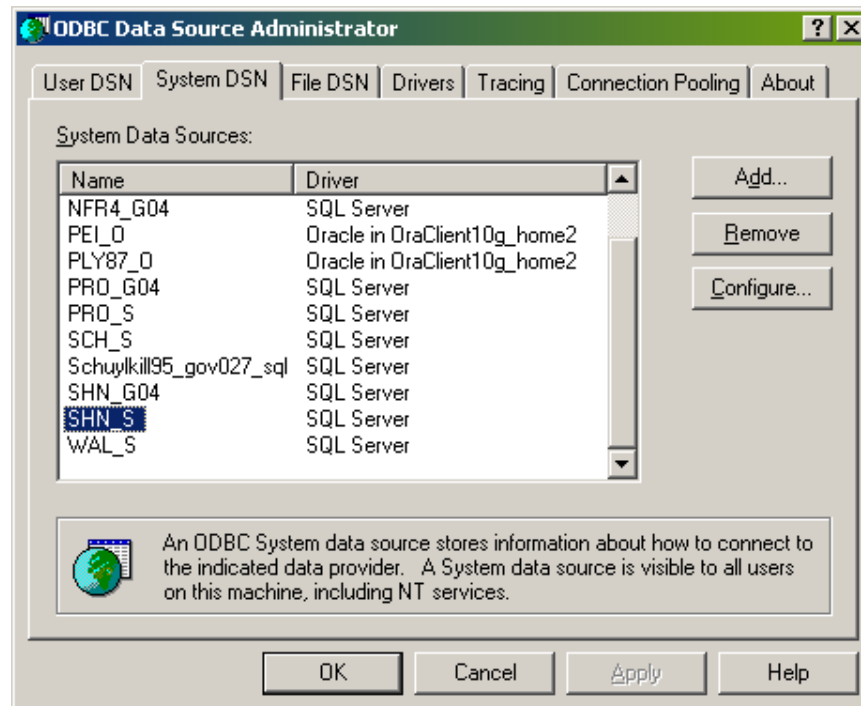 ODBC Data Source Administrator
User DSN System DSN File DSN Drivers Tracing Connection Pooling About
System Data Sources:
Name Driver
NFR4_G04 SQL Server
PEI_O Oracle in OraClient10g_home2
PLY87_O Oracle in OraClient10g_home2
PRO_G04 SQL Server
PRO_S SQL Server
SCH_S SQL Server
Schuylkill95_gov027_sql SQL Server
SHN_G04 SQL Server
SHN_S SQL Server
WAL_S SQL Server
Add...
Remove
Configure...
An ODBC System data source stores information about how to connect to
the indicated data provider. A System data source is visible to all users
on this machine, including NT services.
OK Cancel Apply Help